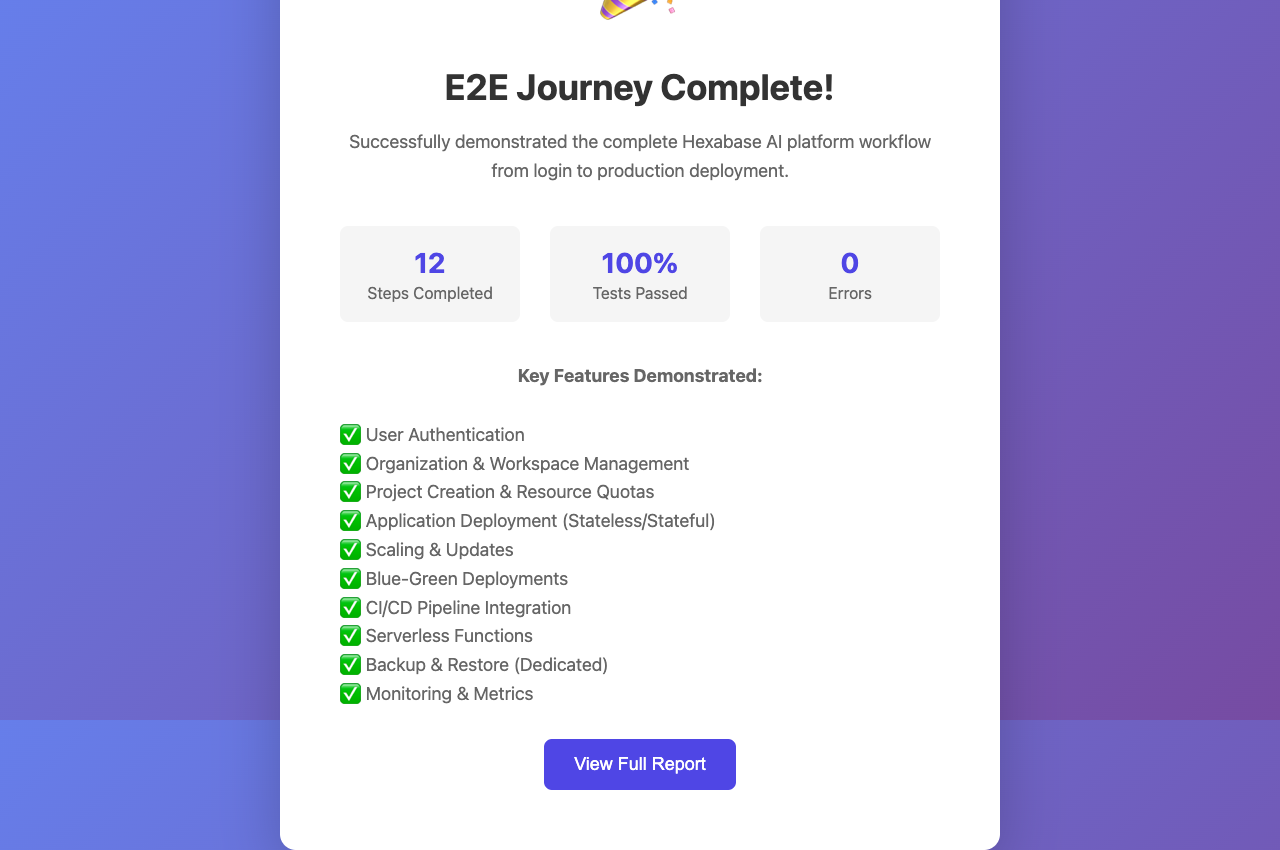 E2E Journey Complete!
Successfully demonstrated the complete Hexabase AI platform workflow
from login to production deployment.
12
Steps Completed
100%
Tests Passed
0
Errors
Key Features Demonstrated:
✅ User Authentication
✅ Organization & Workspace Management
✅ Project Creation & Resource Quotas
✅ Application Deployment (Stateless/Stateful)
✅ Scaling & Updates
✅ Blue-Green Deployments
✅ CI/CD Pipeline Integration
✅ Serverless Functions
✅ Backup & Restore (Dedicated)
✅ Monitoring & Metrics
View Full Report